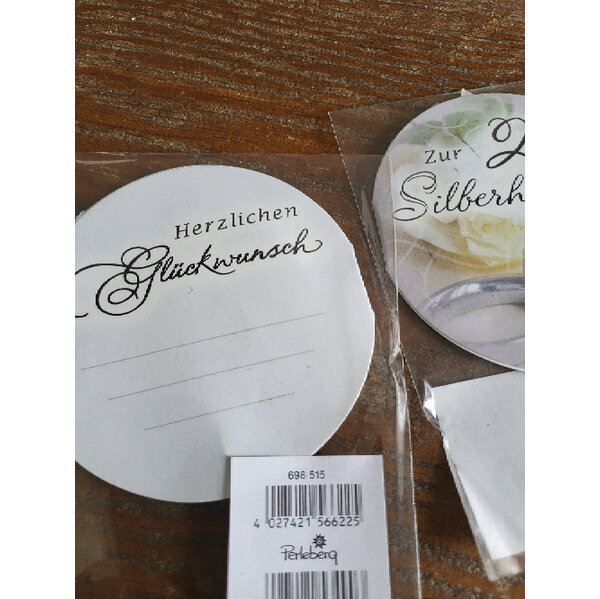 Herzlichen
Glückwunsch
698 515
4 027421 566225
Perleberg
Zur
Silberh